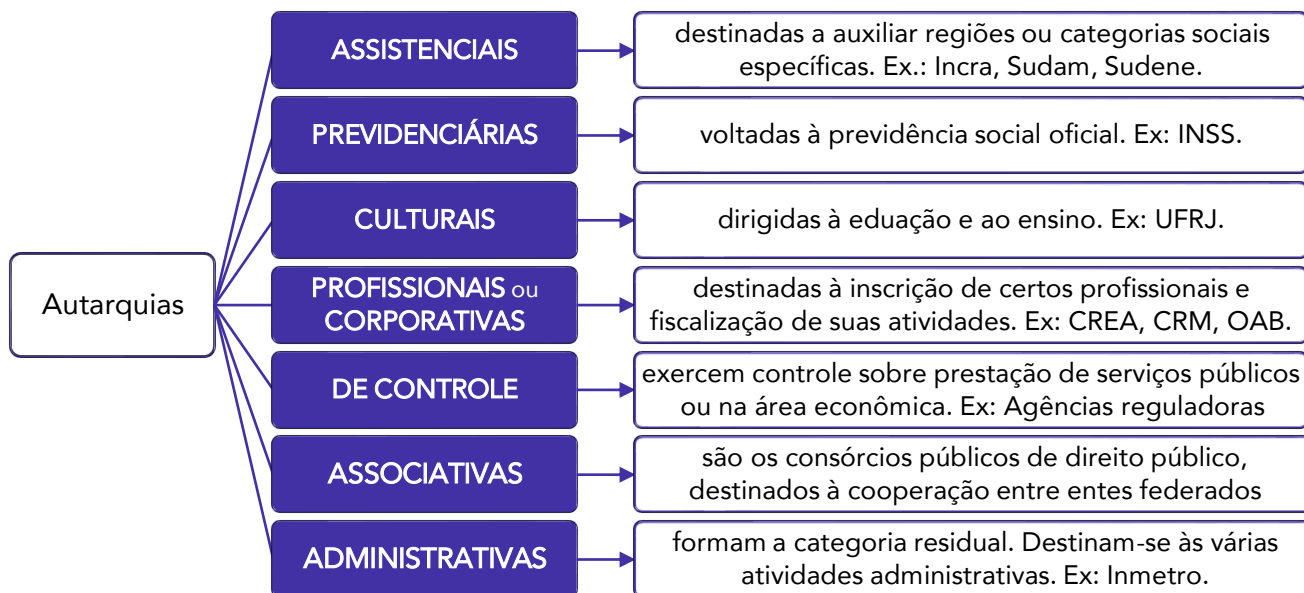 ASSISTENCIAIS
destinadas a auxiliar regiões ou categorias sociais
específicas. Ex.: Incra, Sudam, Sudene.
PREVIDENCIÁRIAS
voltadas à previdência social oficial. Ex: INSS.
CULTURAIS
dirigidas à eduação e ao ensino. Ex: UFRJ.
Autarquias
PROFISSIONAIS ou
CORPORATIVAS
destinadas à inscrição de certos profissionais e
fiscalização de suas atividades. Ex: CREA, CRM, OAB.
DE CONTROLE
exercem controle sobre prestação de serviços públicos
ou na área econômica. Ex: Agências reguladoras
ASSOCIATIVAS
são os consórcios públicos de direito público,
destinados à cooperação entre entes federados
ADMINISTRATIVAS
formam a categoria residual. Destinam-se às várias
atividades administrativas. Ex: Inmetro.